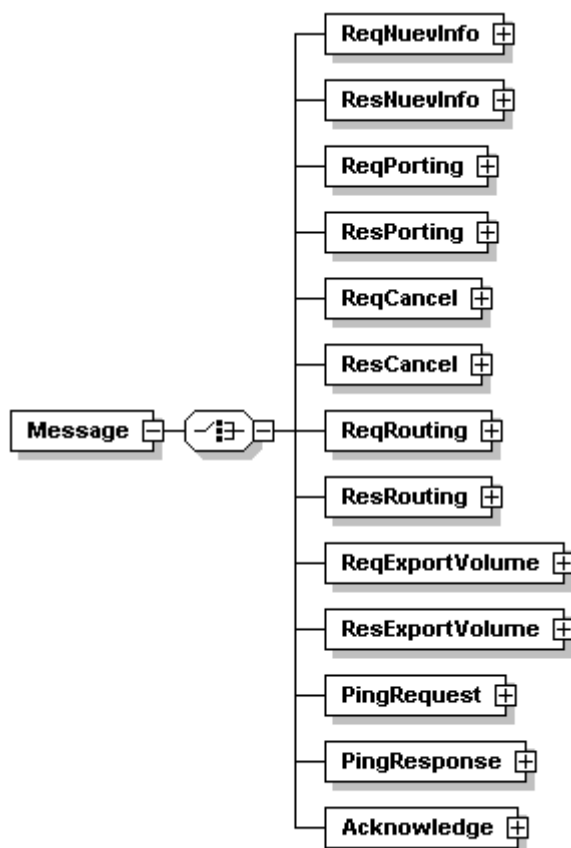 ReqNuevInfo
ResNuevInfo
ReqPorting
ResPorting
ReqCancel
ResCancel
Message
ReqRouting
ResRouting
ReqExportVolume
ResExportVolume
PingRequest
PingResponse
Acknowledge